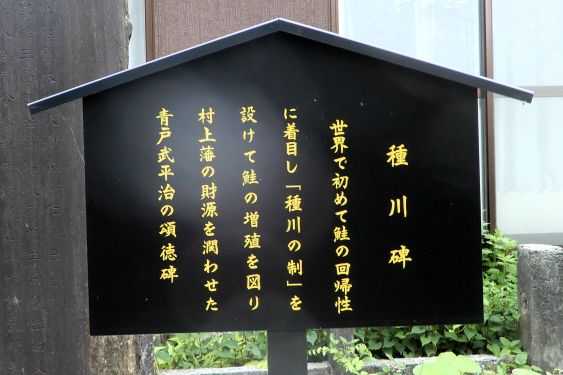 種川碑
世界で初めて鮭の回帰性
に着目し「種川の制」を
設けて鮭の増殖を図り
村上藩の財源を潤わせた
青戸武平治の頌徳碑